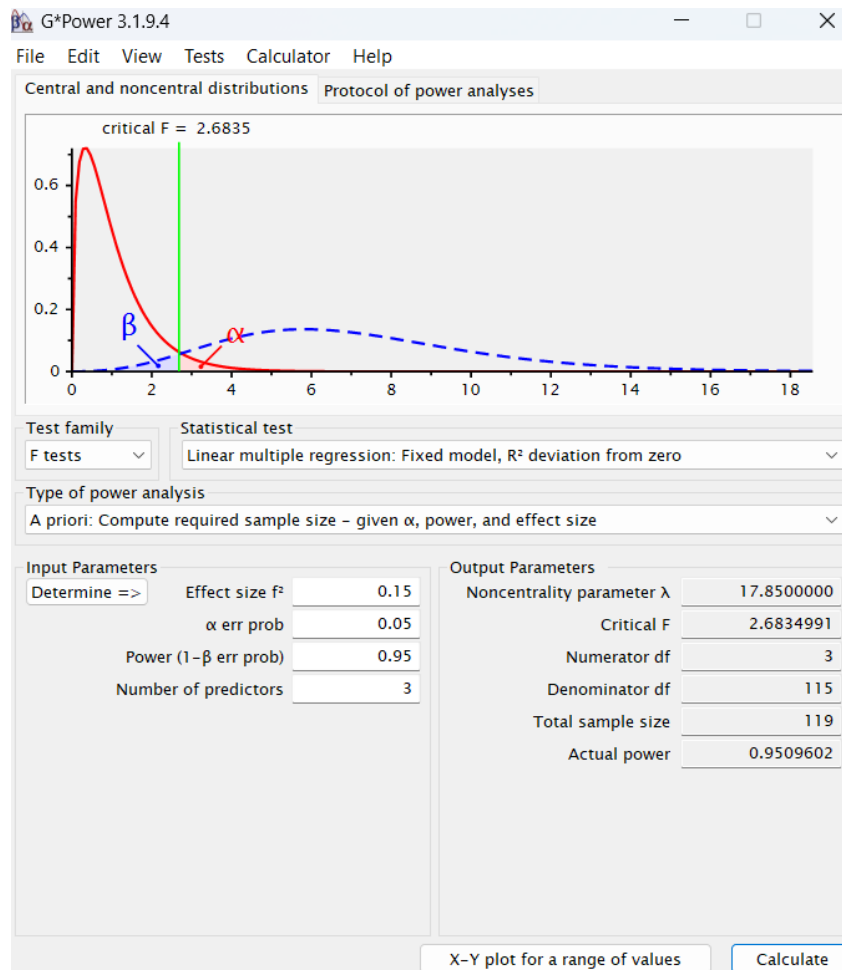 βα G*Power 3.1.9.4
File Edit View Tests Calculator Help
Central and noncentral distributions Protocol of power analyses
critical F = 2.6835
0.6
0.4
0.2
β α
0
0 2 4 6 8 10 12 14 16 18
Test family Statistical test
F tests Linear multiple regression: Fixed model, R² deviation from zero
Type of power analysis
A priori: Compute required sample size – given α, power, and effect size
Input Parameters Output Parameters
Determine => Effect size f² 0.15 Noncentrality parameter λ 17.8500000
α err prob 0.05 Critical F 2.6834991
Power (1-β err prob) 0.95 Numerator df 3
Number of predictors 3 Denominator df 115
Total sample size 119
Actual power 0.9509602
X-Y plot for a range of values Calculate